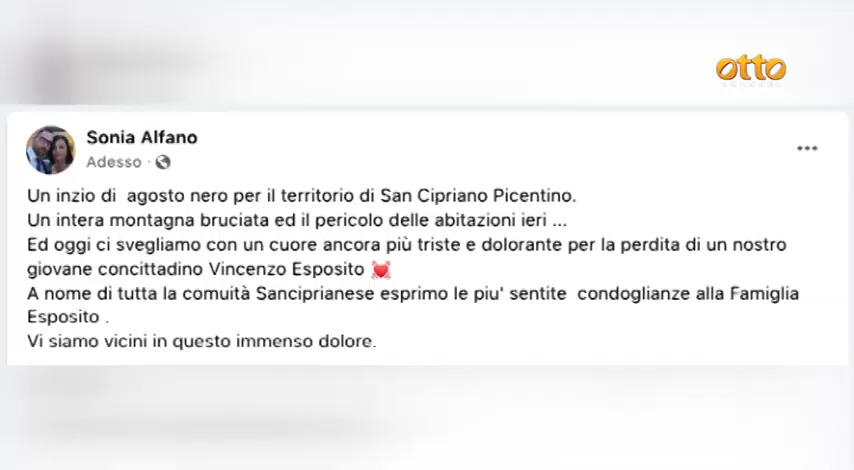 otto
CHANNEL
Sonia Alfano
Adesso ·
Un inzio di agosto nero per il territorio di San Cipriano Picentino.
Un intera montagna bruciata ed il pericolo delle abitazioni ieri ...
Ed oggi ci svegliamo con un cuore ancora più triste e dolorante per la perdita di un nostro
giovane concittadino Vincenzo Esposito 💓
A nome di tutta la comuità Sanciprianese esprimo le piu' sentite condoglianze alla Famiglia
Esposito .
Vi siamo vicini in questo immenso dolore.